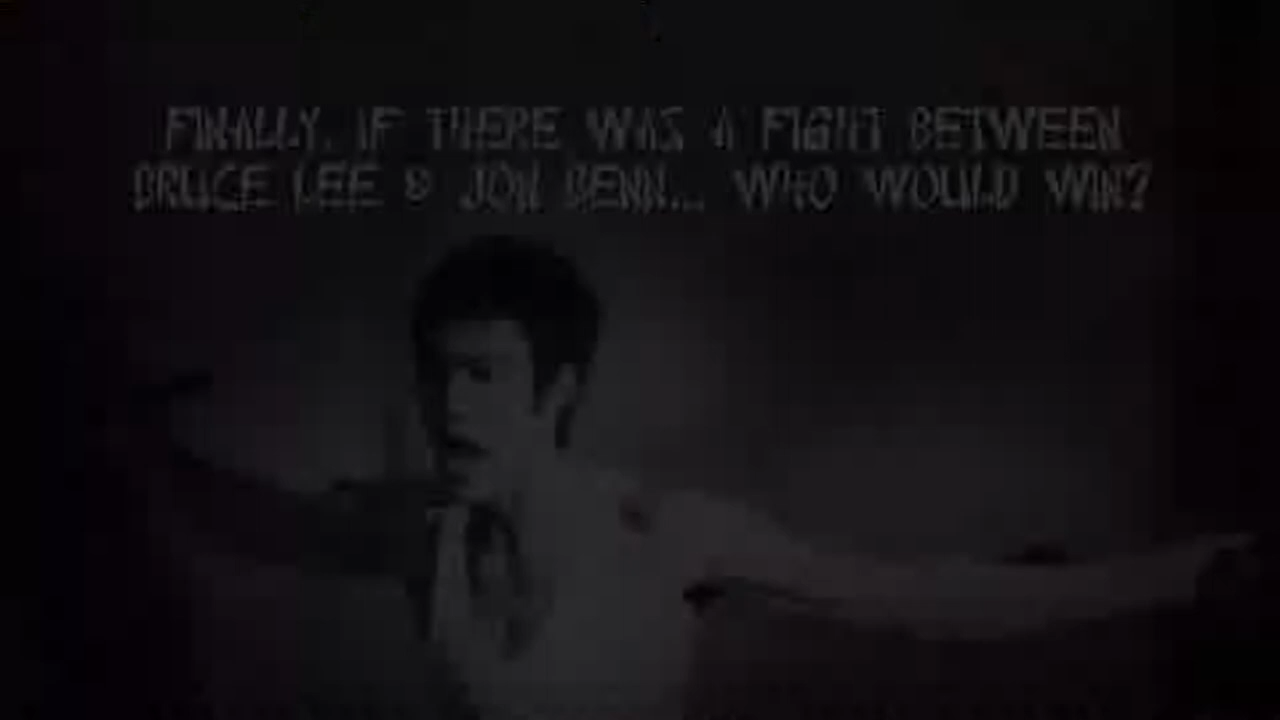 FINALLY, IF THERE WAS A FIGHT BETWEEN
BRUCE LEE & JON BENN... WHO WOULD WIN?